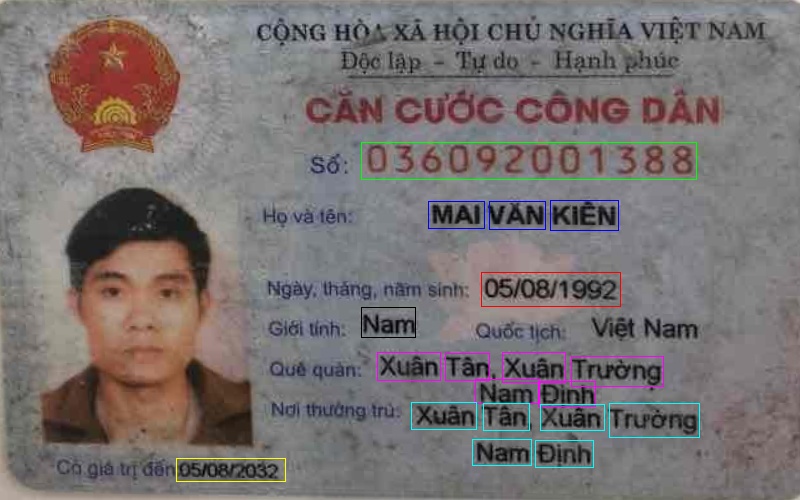 CỘNG HÒA XÃ HỘI CHỦ NGHĨA VIỆT NAM
Độc lập - Tự do - Hạnh phúc
CĂN CƯỚC CÔNG DÂN
Số: 036092001388
Họ và tên: MAI VĂN KIÊN
Ngày, tháng, năm sinh: 05/08/1992
Giới tính: Nam Quốc tịch: Việt Nam
Quê quán: Xuân Tân, Xuân Trường
Nam Định
Nơi thường trú: Xuân Tân, Xuân Trường
Nam Định
Có giá trị đến 05/08/2032